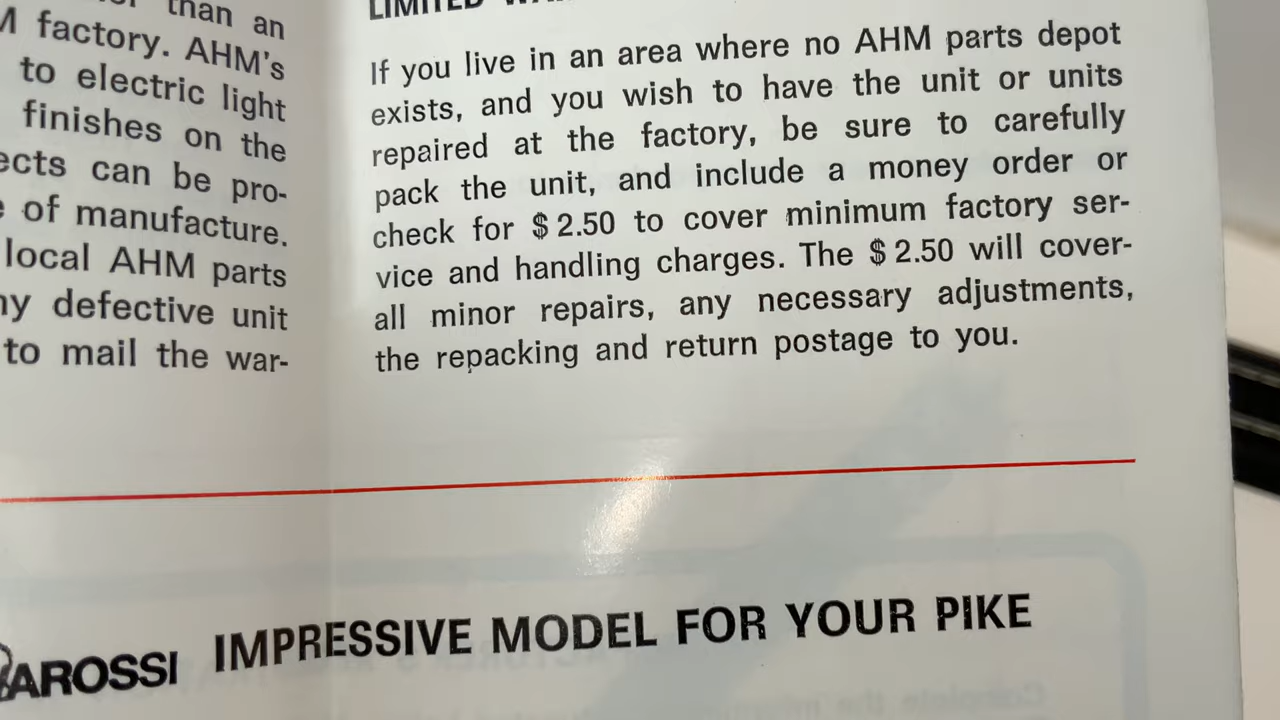 than an
factory. AHM's
to electric light
finishes on the
ects can be pro-
of manufacture.
local AHM parts
ny defective unit
to mail the war-
LIMITED
If you live in an area where no AHM parts depot
exists, and you wish to have the unit or units
repaired at the factory, be sure to carefully
pack the unit, and include a money order or
check for $ 2.50 to cover minimum factory ser-
vice and handling charges. The $ 2.50 will cover-
all minor repairs, any necessary adjustments,
the repacking and return postage to you.
AROSSI IMPRESSIVE MODEL FOR YOUR PIKE